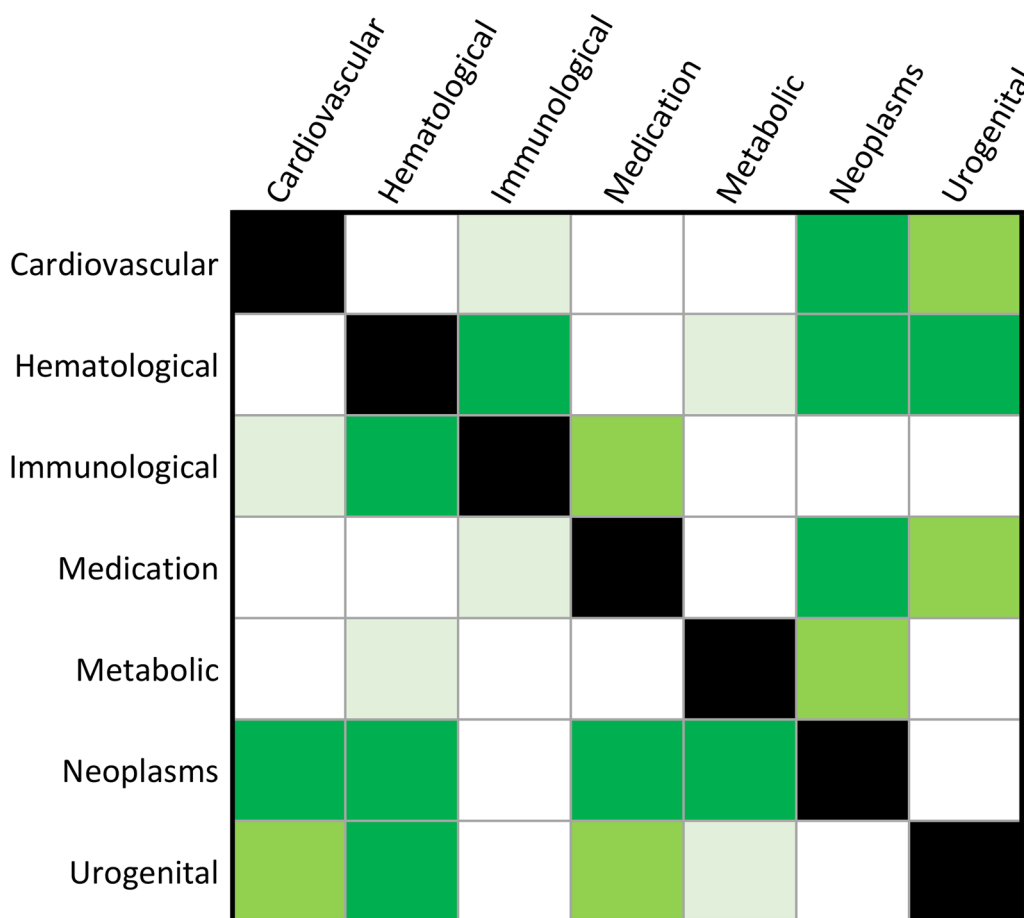 Cardiovascular
Hematological
Immunological
Medication
Metabolic
Neoplasms
Urogenital
Cardiovascular
Hematological
Immunological
Medication
Metabolic
Neoplasms
Urogenital